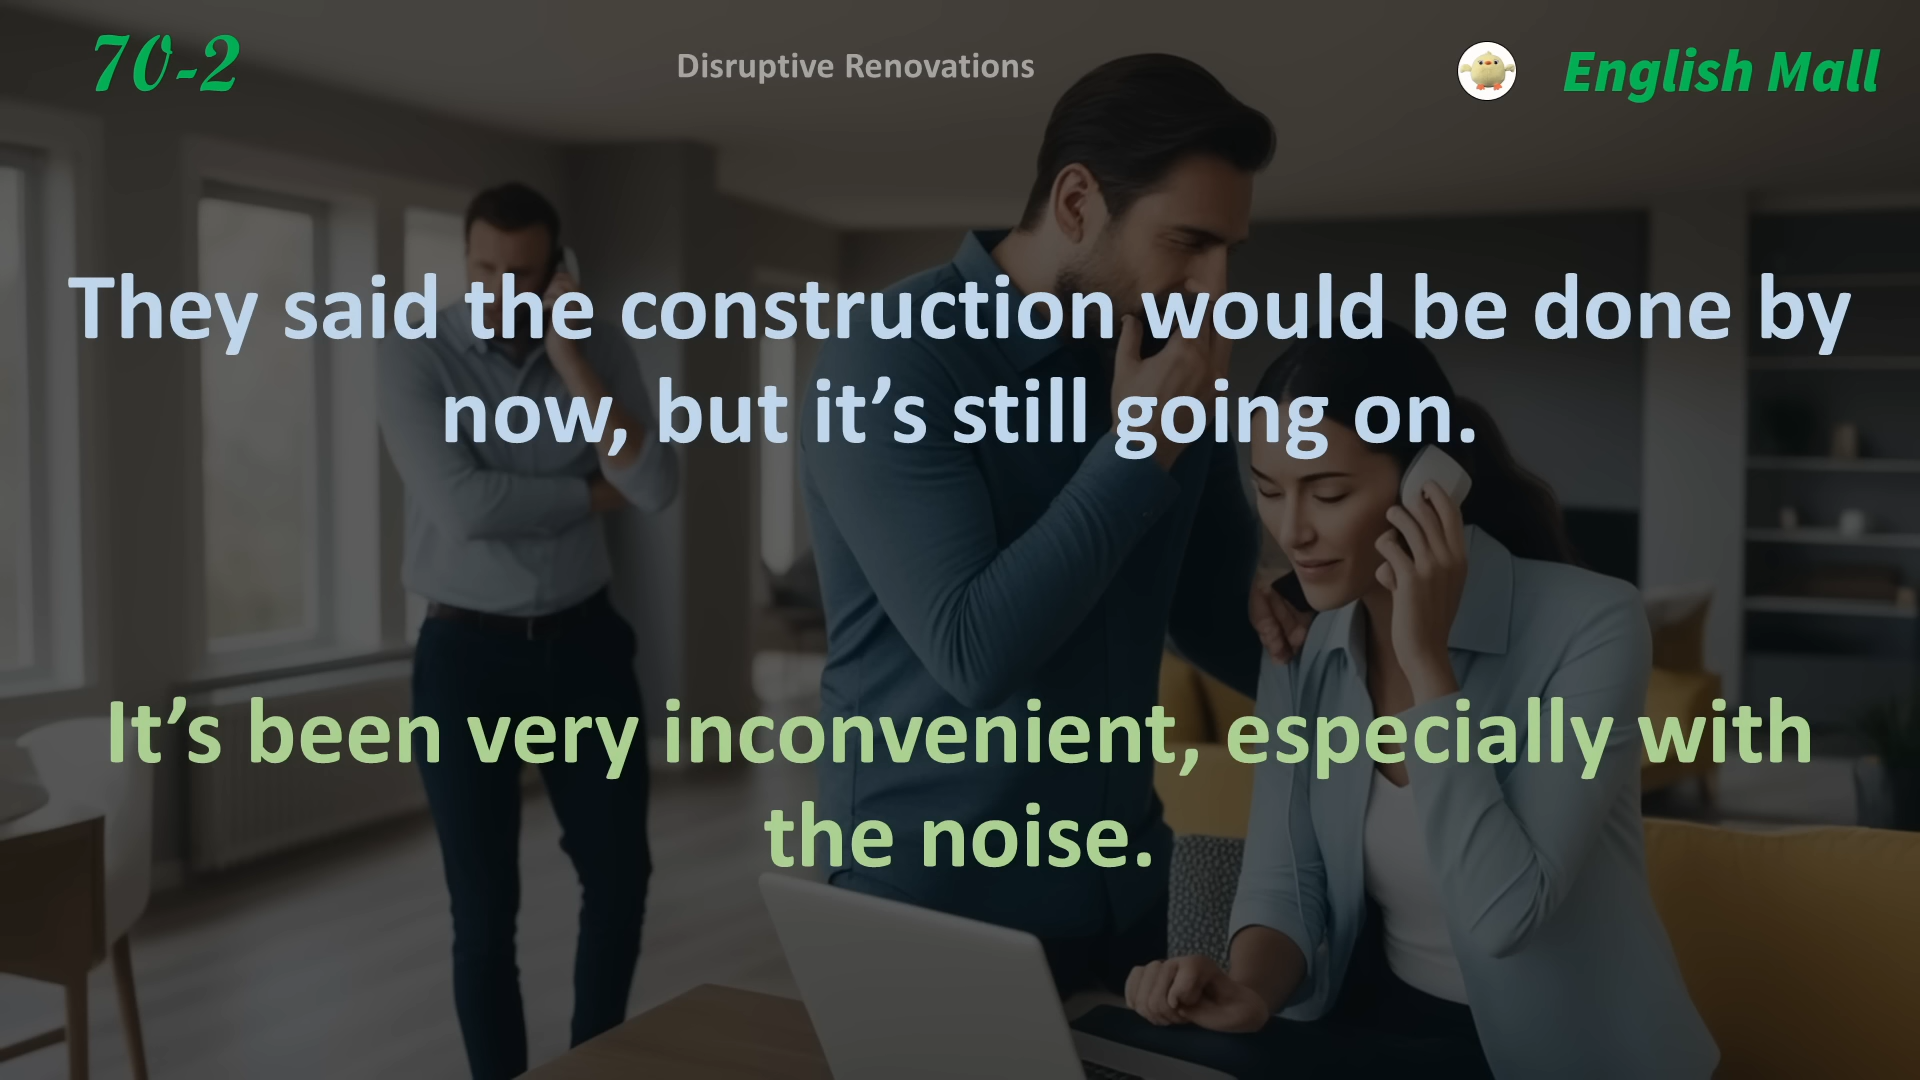 70-2
Disruptive Renovations
English Mall
They said the construction would be done by
now, but it’s still going on.
It’s been very inconvenient, especially with
the noise.